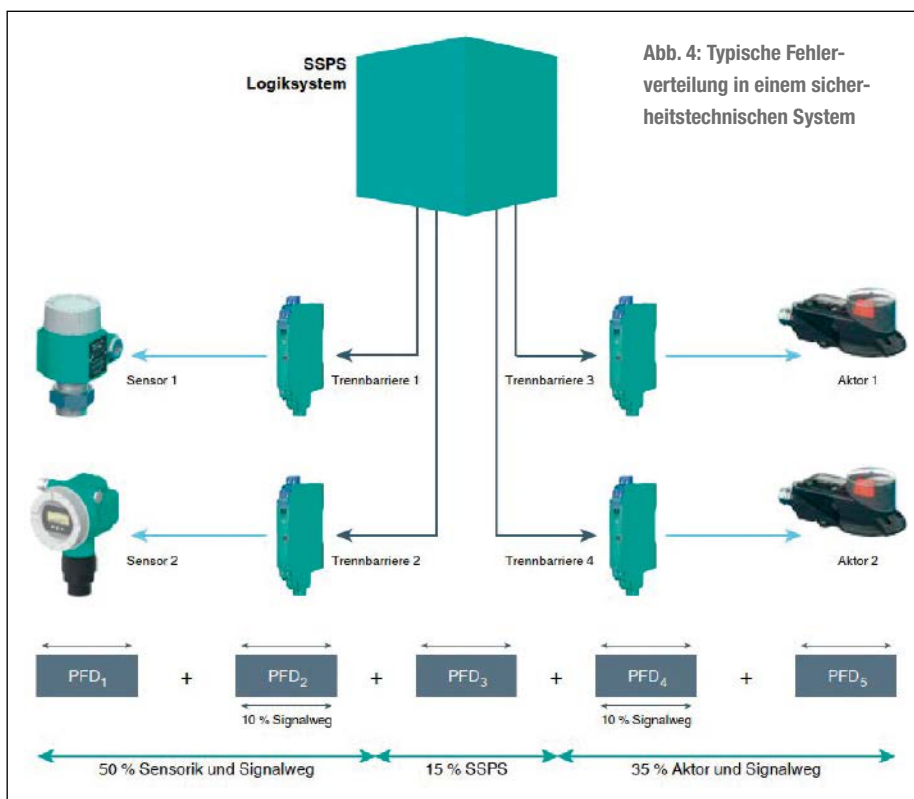 SSPS
Logiksystem
Abb. 4: Typische Fehler-
verteilung in einem sicher-
heitstechnischen System
Sensor 1
Trennbarriere 1
Trennbarriere 3
Aktor 1
Sensor 2
Trennbarriere 2
Trennbarriere 4
Aktor 2
PFD₁ + PFD₂ + PFD₃ + PFD₄ + PFD₅
10 % Signalweg
10 % Signalweg
50 % Sensorik und Signalweg
15 % SSPS
35 % Aktor und Signalweg